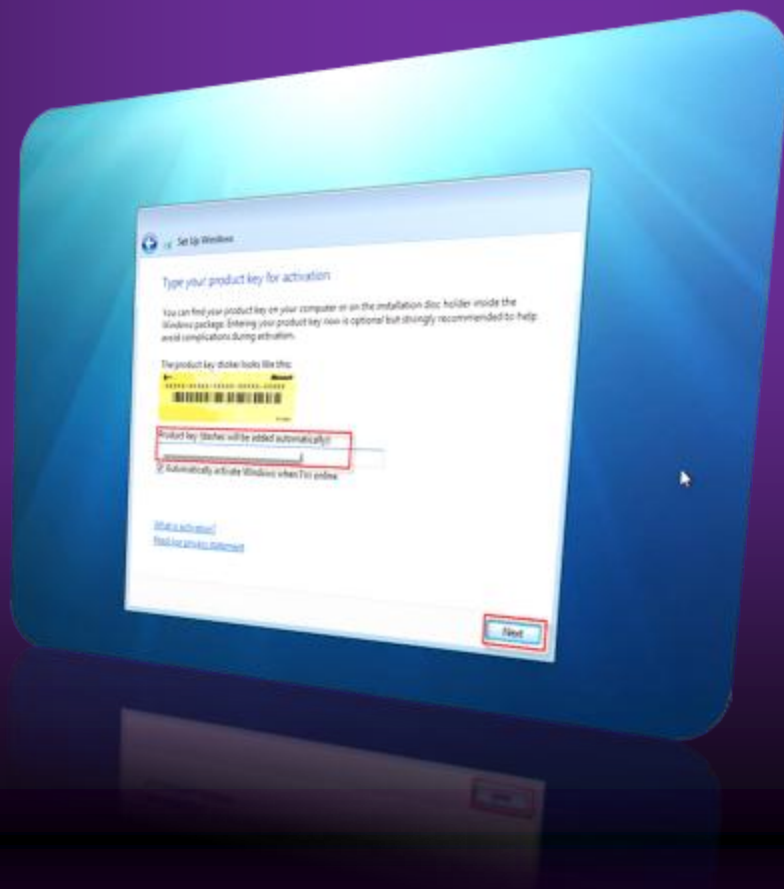 Set Up Windows
Type your product key for activation
You can find your product key on your computer or on the installation disc holder inside the
Windows package. Entering your product key now is optional but strongly recommended to help
avoid complications during activation.
The product key sticker looks like this:
Product key (dashes will be added automatically):
Automatically activate Windows when I'm online
What is activation?
Read our privacy statement
Next